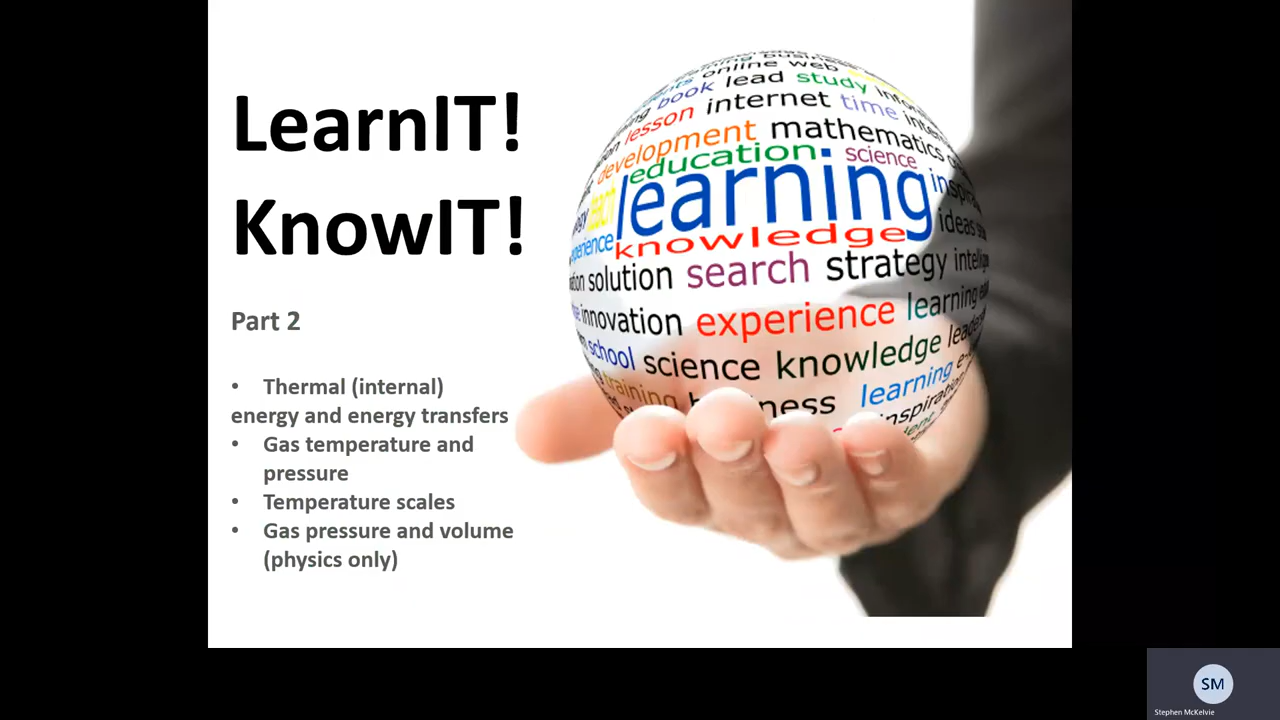 LearnIT!
KnowIT!
Part 2
• Thermal (internal)
energy and energy transfers
• Gas temperature and
pressure
• Temperature scales
• Gas pressure and volume
(physics only)
online web
book lead study
lesson internet time
development mathematics
education science
teach learning
knowledge ideas
solution search strategy
innovation experience learning
school science knowledge
training learning
SM
Stephen McKelvie